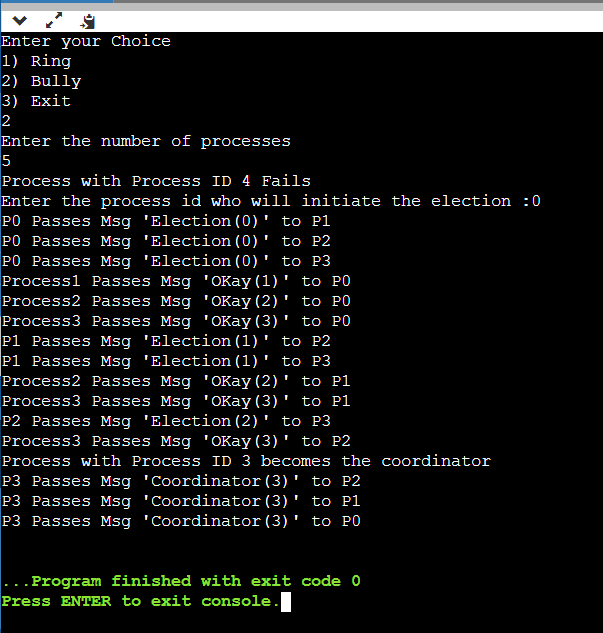 Enter your Choice
1) Ring
2) Bully
3) Exit
2
Enter the number of processes
5
Process with Process ID 4 Fails
Enter the process id who will initiate the election :0
P0 Passes Msg 'Election(0)' to P1
P0 Passes Msg 'Election(0)' to P2
P0 Passes Msg 'Election(0)' to P3
Process1 Passes Msg 'OKay(1)' to P0
Process2 Passes Msg 'OKay(2)' to P0
Process3 Passes Msg 'OKay(3)' to P0
P1 Passes Msg 'Election(1)' to P2
P1 Passes Msg 'Election(1)' to P3
Process2 Passes Msg 'OKay(2)' to P1
Process3 Passes Msg 'OKay(3)' to P1
P2 Passes Msg 'Election(2)' to P3
Process3 Passes Msg 'OKay(3)' to P2
Process with Process ID 3 becomes the coordinator
P3 Passes Msg 'Coordinator(3)' to P2
P3 Passes Msg 'Coordinator(3)' to P1
P3 Passes Msg 'Coordinator(3)' to P0
...Program finished with exit code 0
Press ENTER to exit console.